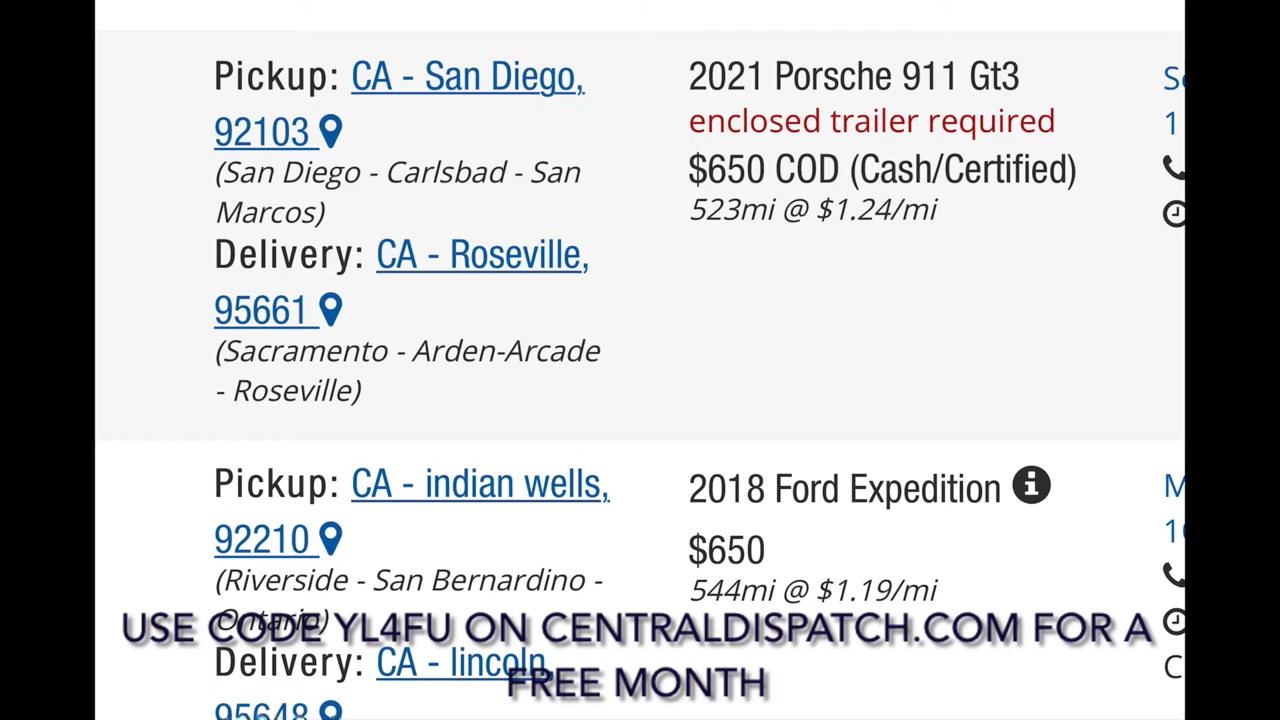 Pickup: CA - San Diego,
92103
(San Diego - Carlsbad - San
Marcos)
Delivery: CA - Roseville,
95661
(Sacramento - Arden-Arcade
- Roseville)
2021 Porsche 911 Gt3
enclosed trailer required
$650 COD (Cash/Certified)
523mi @ $1.24/mi
1
Pickup: CA - indian wells,
92210
(Riverside - San Bernardino -
Ontario)
Delivery: CA - lincoln,
95648
2018 Ford Expedition
$650
544mi @ $1.19/mi
USE CODE YL4FU ON CENTRALDISPATCH.COM FOR A
FREE MONTH